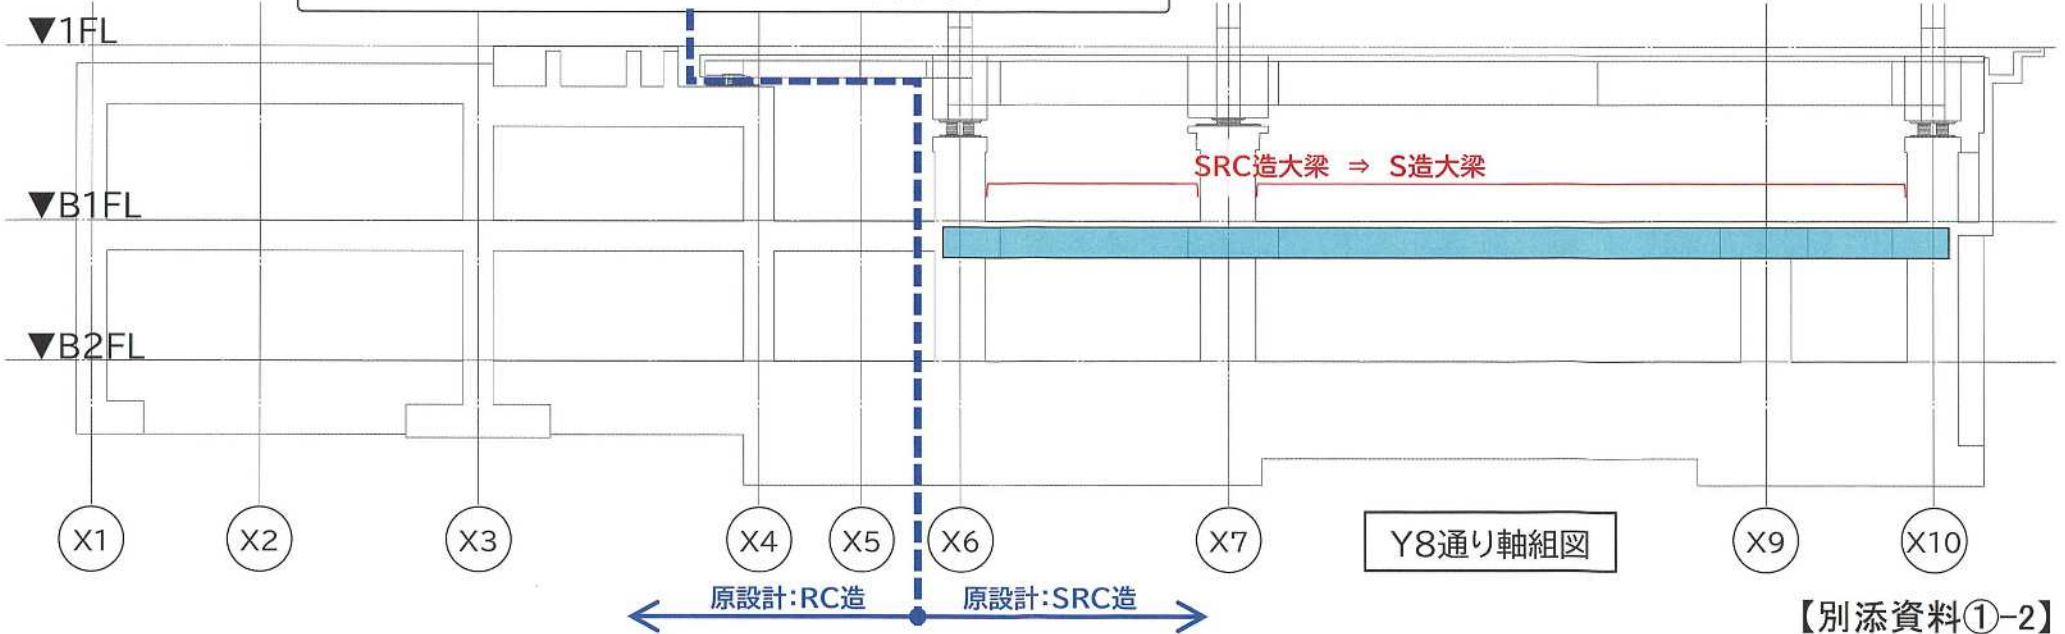 ▼1FL
SRC造大梁 ⇒ S造大梁
▼B1FL
▼B2FL
X1 X2 X3 X4 X5 X6 X7 X9 X10
Y8通り軸組図
原設計:RC造 原設計:SRC造
【別添資料①-2】